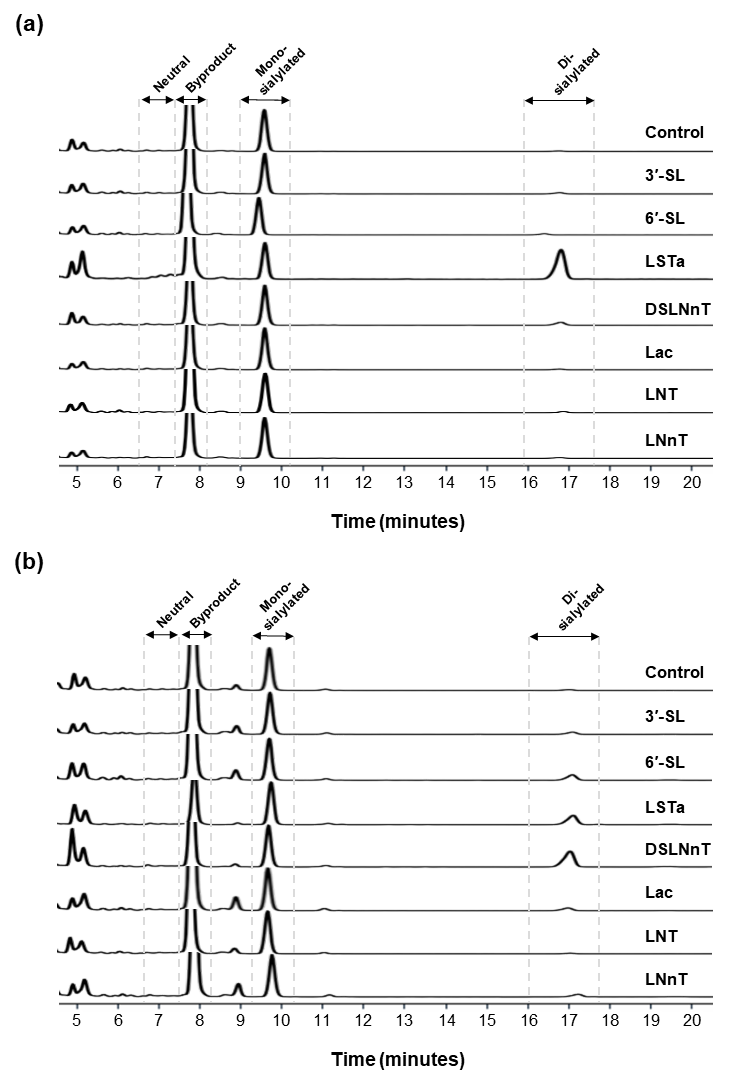 (a)
Neutral
Byproduct
Mono-
sialylated
Di-
sialylated
Control
3′-SL
6′-SL
LSTa
DSLNnT
Lac
LNT
LNnT
5 6 7 8 9 10 11 12 13 14 15 16 17 18 19 20
Time (minutes)
(b)
Neutral
Byproduct
Mono-
sialylated
Di-
sialylated
Control
3′-SL
6′-SL
LSTa
DSLNnT
Lac
LNT
LNnT
5 6 7 8 9 10 11 12 13 14 15 16 17 18 19 20
Time (minutes)